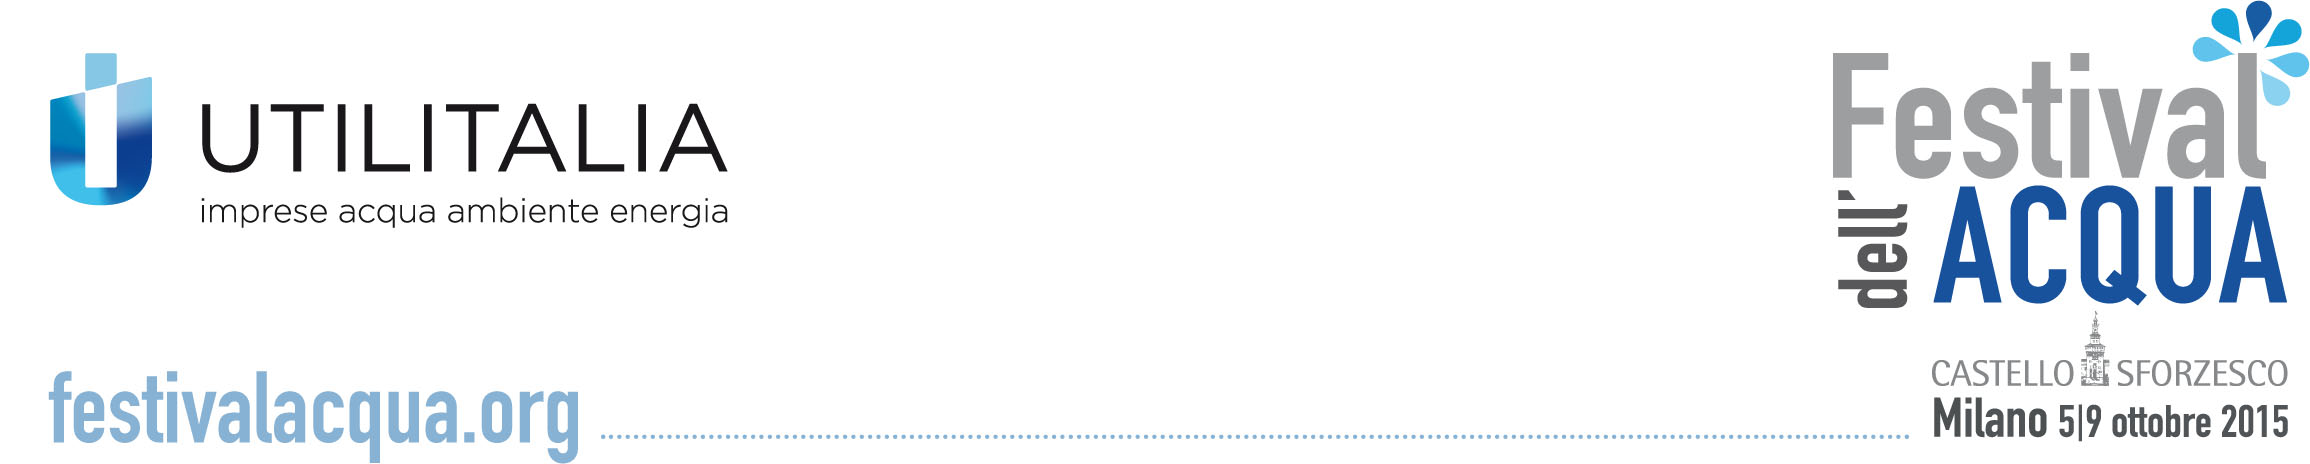 UTILITALIA
imprese acqua ambiente energia
Festival
dell'
ACQUA
CASTELLO SFORZESCO
Milano 5|9 ottobre 2015
festivalacqua.org